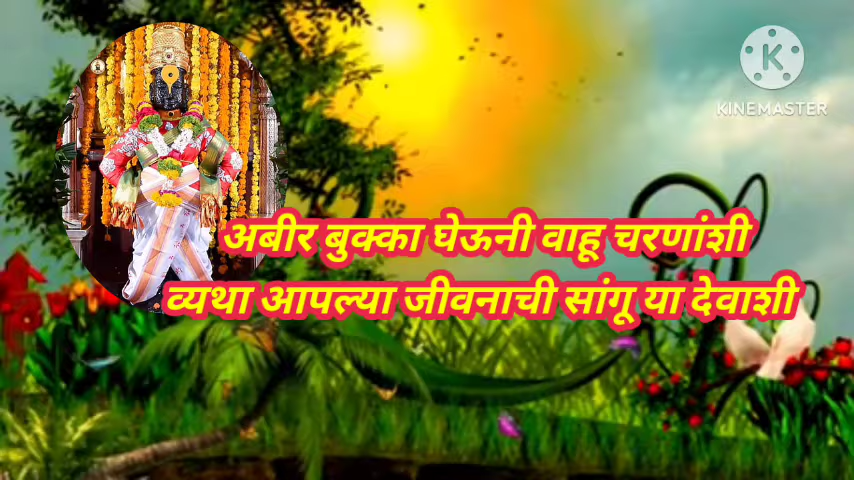 KINEMASTER
अबीर बुक्का घेऊनी वाहू चरणांशी
व्यथा आपल्या जीवनाची सांगू या देवाशी